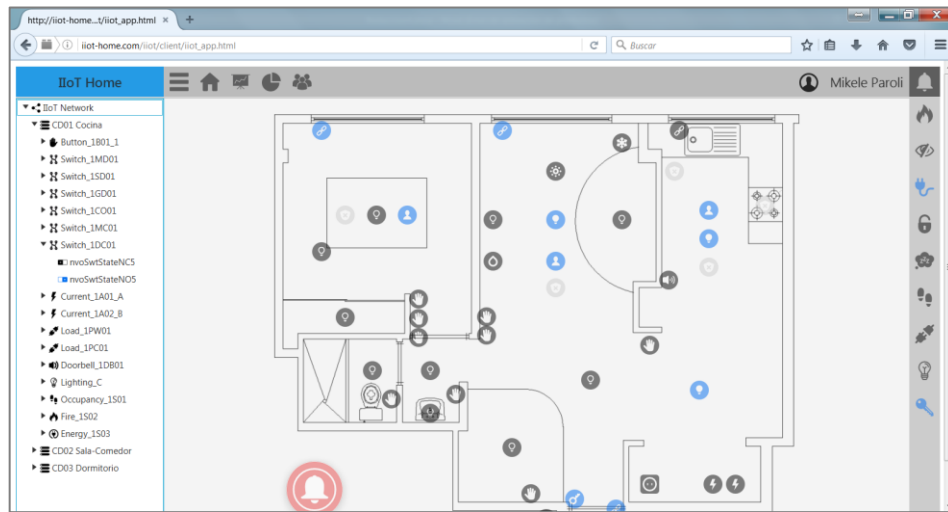 http://iiot-home...t/iiot_app.html
iiot-home.com/iiot/client/iiot_app.html
Buscar
IIoT Home
Mikele Paroli
IIoT Network
CD01 Cocina
Button_1B01_1
Switch_1MD01
Switch_1SD01
Switch_1GD01
Switch_1CO01
Switch_1MC01
Switch_1DC01
nvoSwtStateNC5
nvoSwtStateNO5
Current_1A01_A
Current_1A02_B
Load_1PW01
Load_1PC01
Doorbell_1DB01
Lighting_C
Occupancy_1S01
Fire_1S02
Energy_1S03
CD02 Sala-Comedor
CD03 Dormitorio